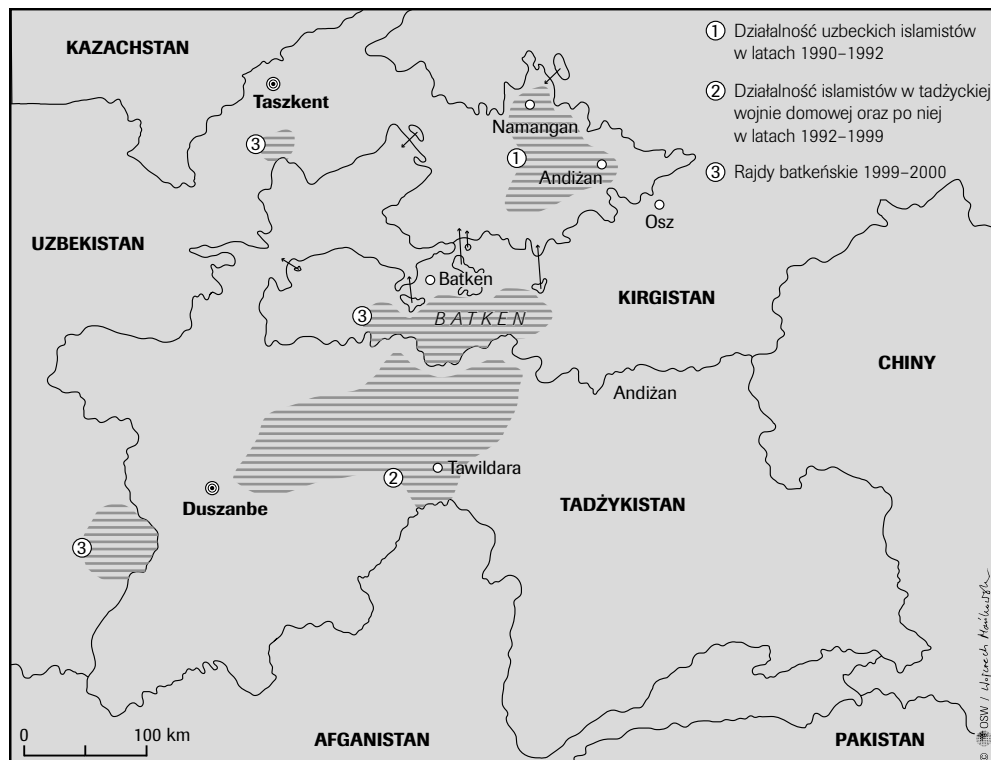 KAZACHSTAN
Taszkent
3
Namangan
1
Andiżan
Osz
UZBEKISTAN
Batken
KIRGISTAN
3
BATKEN
CHINY
Andiżan
Tawildara
2
Duszanbe
TADŻYKISTAN
3
0 100 km
AFGANISTAN
PAKISTAN
1 Działalność uzbeckich islamistów
w latach 1990–1992
2 Działalność islamistów w tadżyckiej
wojnie domowej oraz po niej
w latach 1992–1999
3 Rajdy batkeńskie 1999–2000
© OSW / Wojciech Mańkowski